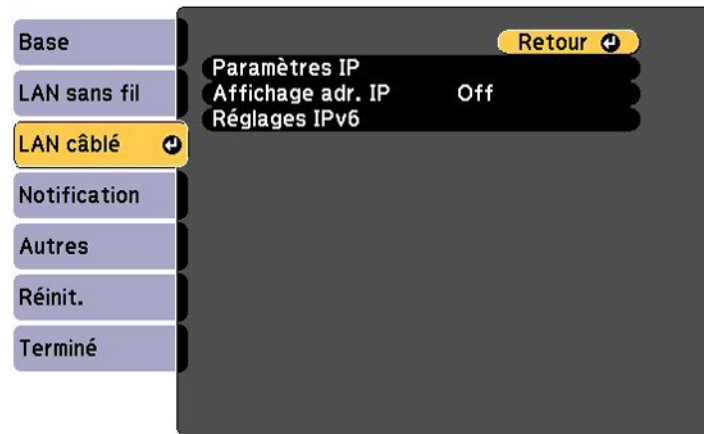 Base
LAN sans fil
LAN câblé
Notification
Autres
Réinit.
Terminé
Retour
Paramètres IP
Affichage adr. IP Off
Réglages IPv6